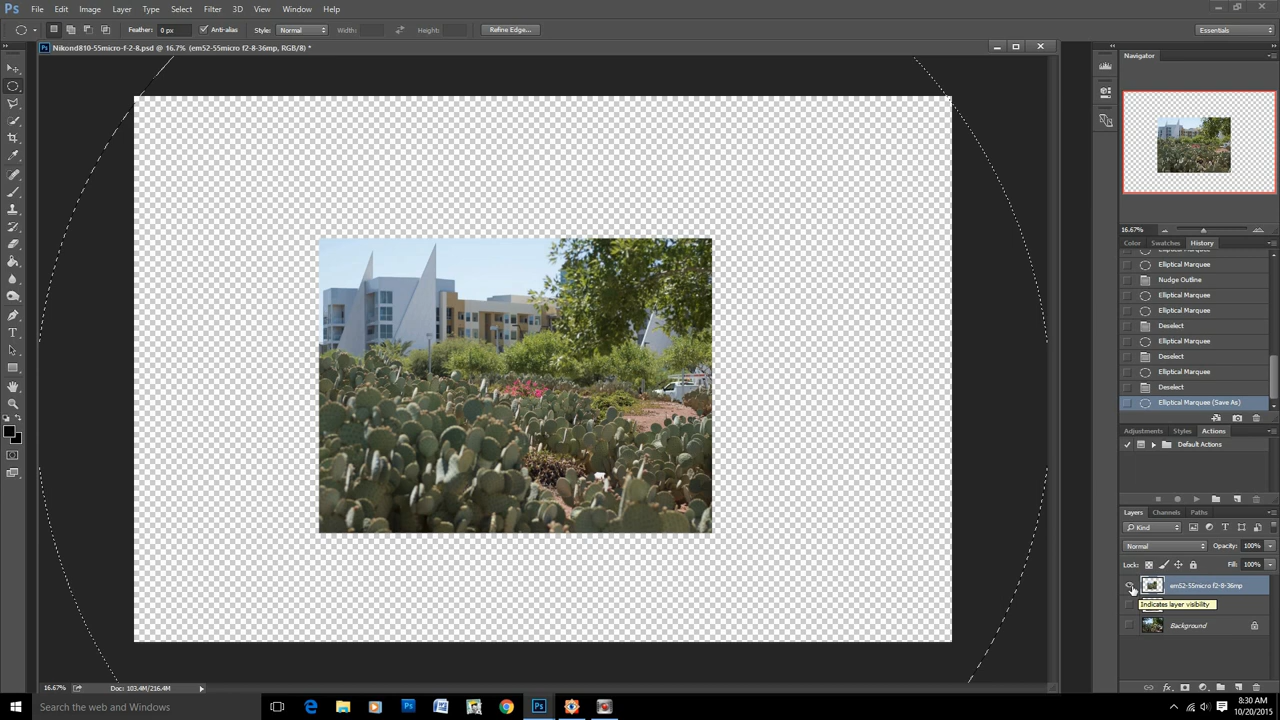 Ps File Edit Image Layer Type Select Filter 3D View Window Help
Feather: 0 px Anti-alias Style: Normal Width: Height: Refine Edge... Essentials
Ps Nikond810-55micro-f-2-8.psd @ 16.7% (em52-55micro f2-8-36mp, RGB/8) *
Navigator
16.67%
Color Swatches History
Elliptical Marquee
Elliptical Marquee
Nudge Outline
Elliptical Marquee
Elliptical Marquee
Deselect
Elliptical Marquee
Deselect
Elliptical Marquee
Deselect
Elliptical Marquee (Save As)
Adjustments Styles Actions
Default Actions
Layers Channels Paths
Kind
Normal Opacity: 100%
Lock: Fill: 100%
em52-55micro f2-8-36mp
Indicates layer visibility
Background
16.67% Doc: 103.4M/216.4M
Search the web and Windows
8:30 AM
10/20/2015